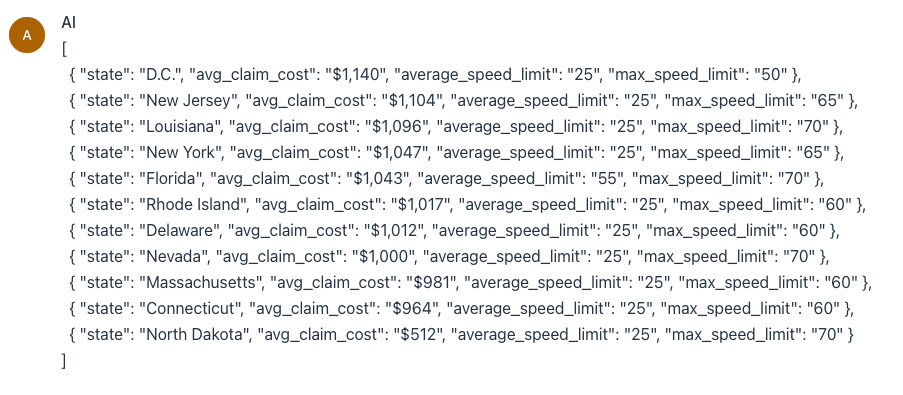 A
AI
[
{ "state": "D.C.", "avg_claim_cost": "$1,140", "average_speed_limit": "25", "max_speed_limit": "50" },
{ "state": "New Jersey", "avg_claim_cost": "$1,104", "average_speed_limit": "25", "max_speed_limit": "65" },
{ "state": "Louisiana", "avg_claim_cost": "$1,096", "average_speed_limit": "25", "max_speed_limit": "70" },
{ "state": "New York", "avg_claim_cost": "$1,047", "average_speed_limit": "25", "max_speed_limit": "65" },
{ "state": "Florida", "avg_claim_cost": "$1,043", "average_speed_limit": "55", "max_speed_limit": "70" },
{ "state": "Rhode Island", "avg_claim_cost": "$1,017", "average_speed_limit": "25", "max_speed_limit": "60" },
{ "state": "Delaware", "avg_claim_cost": "$1,012", "average_speed_limit": "25", "max_speed_limit": "60" },
{ "state": "Nevada", "avg_claim_cost": "$1,000", "average_speed_limit": "25", "max_speed_limit": "70" },
{ "state": "Massachusetts", "avg_claim_cost": "$981", "average_speed_limit": "25", "max_speed_limit": "60" },
{ "state": "Connecticut", "avg_claim_cost": "$964", "average_speed_limit": "25", "max_speed_limit": "60" },
{ "state": "North Dakota", "avg_claim_cost": "$512", "average_speed_limit": "25", "max_speed_limit": "70" }
]